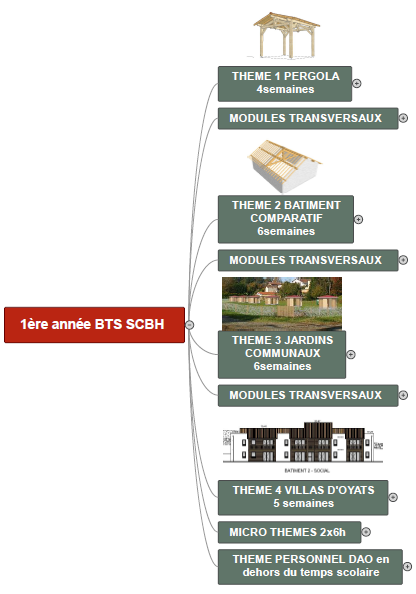 THEME 1 PERGOLA
4semaines
MODULES TRANSVERSAUX
THEME 2 BATIMENT
COMPARATIF
6semaines
MODULES TRANSVERSAUX
1ère année BTS SCBH
THEME 3 JARDINS
COMMUNAUX
6semaines
MODULES TRANSVERSAUX
BATIMENT 2 - SOCIAL
THEME 4 VILLAS D'OYATS
5 semaines
MICRO THEMES 2x6h
THEME PERSONNEL DAO en
dehors du temps scolaire